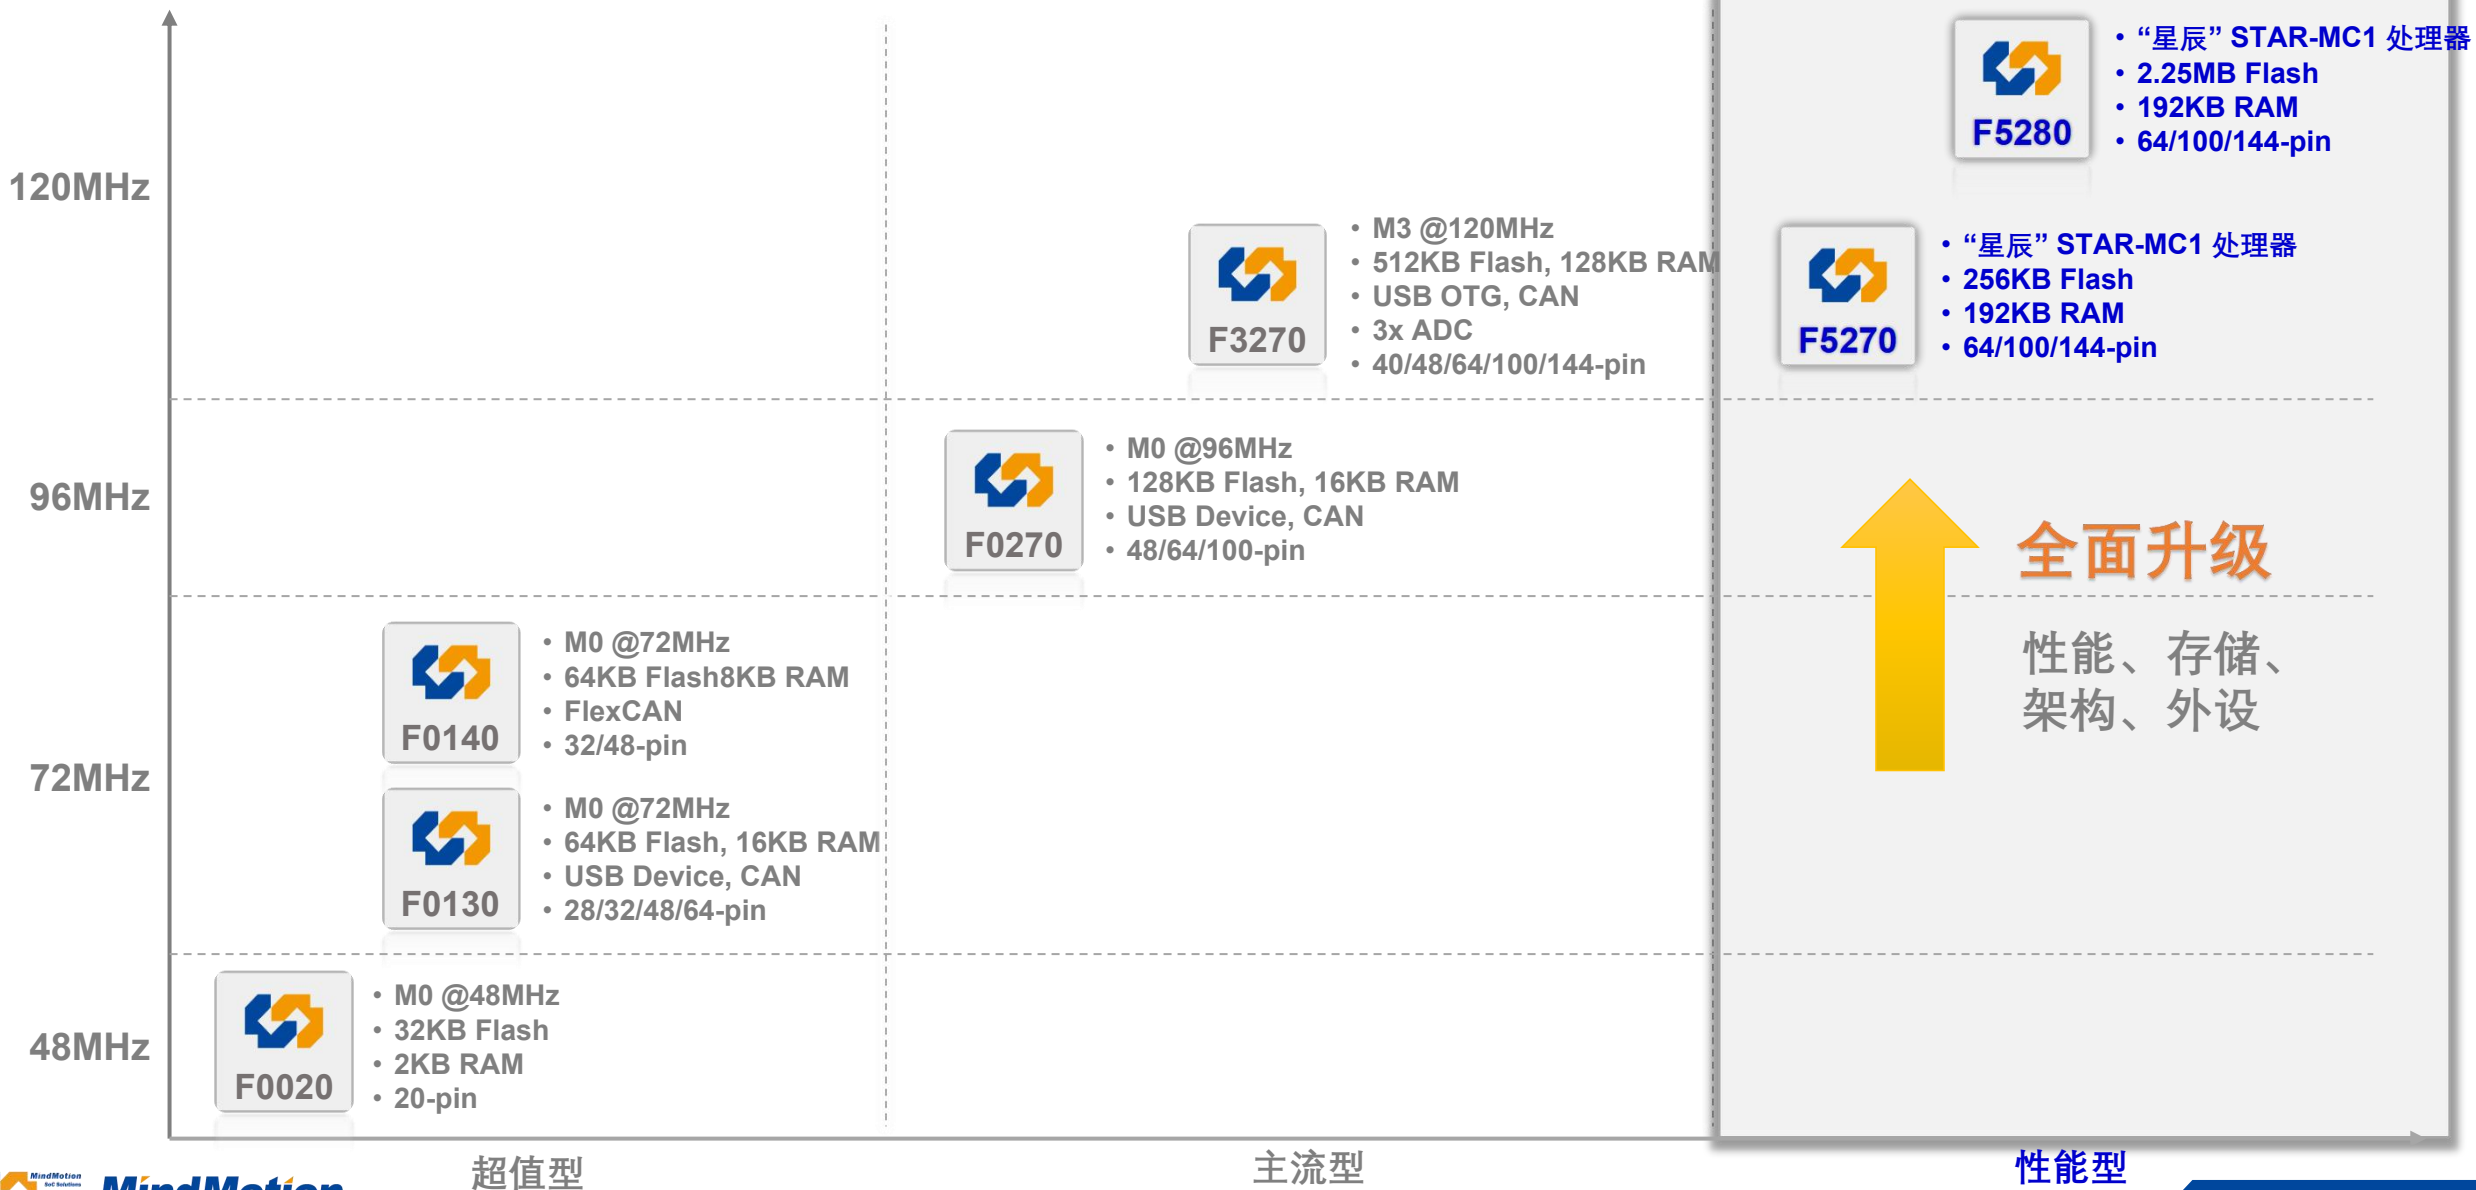 “星辰” STAR-MC1 处理器
2.25MB Flash
192KB RAM
64/100/144-pin
F5280
120MHz
M3 @120MHz
512KB Flash, 128KB RAM
USB OTG, CAN
3x ADC
40/48/64/100/144-pin
F3270
“星辰” STAR-MC1 处理器
256KB Flash
192KB RAM
64/100/144-pin
F5270
96MHz
M0 @96MHz
128KB Flash, 16KB RAM
USB Device, CAN
48/64/100-pin
F0270
全面升级
性能、存储、
架构、外设
72MHz
M0 @72MHz
64KB Flash8KB RAM
FlexCAN
32/48-pin
F0140
M0 @72MHz
64KB Flash, 16KB RAM
USB Device, CAN
28/32/48/64-pin
F0130
48MHz
M0 @48MHz
32KB Flash
2KB RAM
20-pin
F0020
超值型
主流型
性能型
MindMotion
SoC Solutions
MindMotion